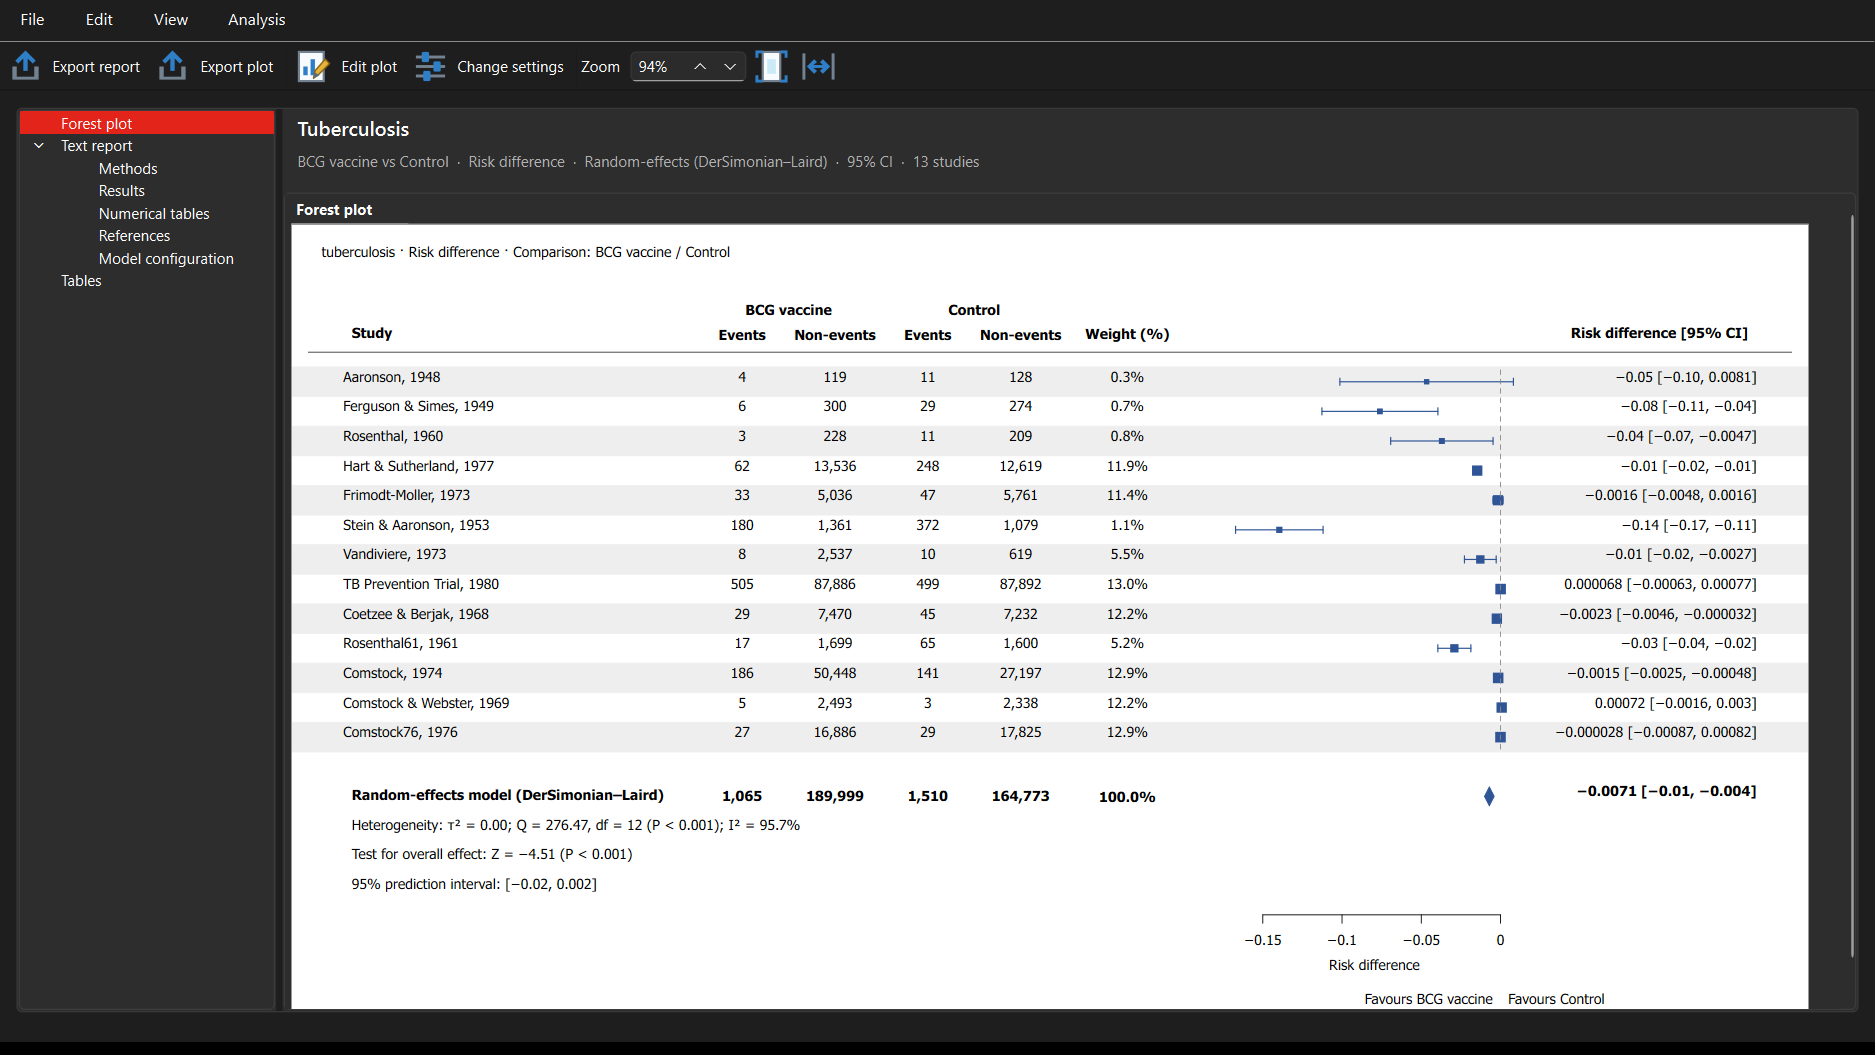 File Edit View Analysis
Export report Export plot Edit plot Change settings Zoom 94%
Forest plot
Text report
Methods
Results
Numerical tables
References
Model configuration
Tables
Tuberculosis
BCG vaccine vs Control · Risk difference · Random-effects (DerSimonian–Laird) · 95% CI · 13 studies
Forest plot
tuberculosis · Risk difference · Comparison: BCG vaccine / Control
BCG vaccine Control
Study Events Non-events Events Non-events Weight (%) Risk difference [95% CI]
Aaronson, 1948 4 119 11 128 0.3% −0.05 [−0.10, 0.0081]
Ferguson & Simes, 1949 6 300 29 274 0.7% −0.08 [−0.11, −0.04]
Rosenthal, 1960 3 228 11 209 0.8% −0.04 [−0.07, −0.0047]
Hart & Sutherland, 1977 62 13,536 248 12,619 11.9% −0.01 [−0.02, −0.01]
Frimodt-Moller, 1973 33 5,036 47 5,761 11.4% −0.0016 [−0.0048, 0.0016]
Stein & Aaronson, 1953 180 1,361 372 1,079 1.1% −0.14 [−0.17, −0.11]
Vandiviere, 1973 8 2,537 10 619 5.5% −0.01 [−0.02, −0.0027]
TB Prevention Trial, 1980 505 87,886 499 87,892 13.0% 0.000068 [−0.00063, 0.00077]
Coetzee & Berjak, 1968 29 7,470 45 7,232 12.2% −0.0023 [−0.0046, −0.000032]
Rosenthal61, 1961 17 1,699 65 1,600 5.2% −0.03 [−0.04, −0.02]
Comstock, 1974 186 50,448 141 27,197 12.9% −0.0015 [−0.0025, −0.00048]
Comstock & Webster, 1969 5 2,493 3 2,338 12.2% 0.00072 [−0.0016, 0.003]
Comstock76, 1976 27 16,886 29 17,825 12.9% −0.000028 [−0.00087, 0.00082]
Random-effects model (DerSimonian–Laird) 1,065 189,999 1,510 164,773 100.0% −0.0071 [−0.01, −0.004]
Heterogeneity: τ² = 0.00; Q = 276.47, df = 12 (P < 0.001); I² = 95.7%
Test for overall effect: Z = −4.51 (P < 0.001)
95% prediction interval: [−0.02, 0.002]
−0.15 −0.1 −0.05 0
Risk difference
Favours BCG vaccine Favours Control